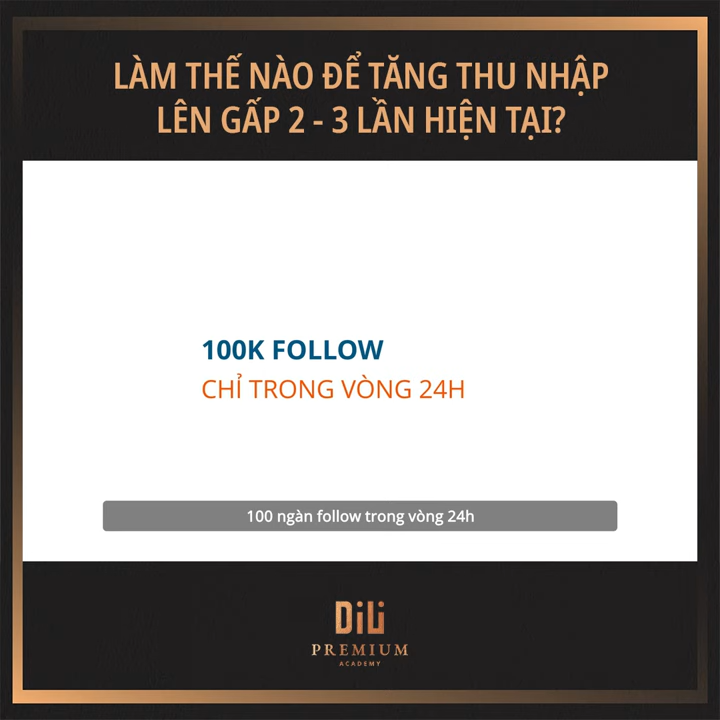 LÀM THẾ NÀO ĐỂ TĂNG THU NHẬP
LÊN GẤP 2 - 3 LẦN HIỆN TẠI?
100K FOLLOW
CHỈ TRONG VÒNG 24H
100 ngàn follow trong vòng 24h
DiLi
PREMIUM
ACADEMY